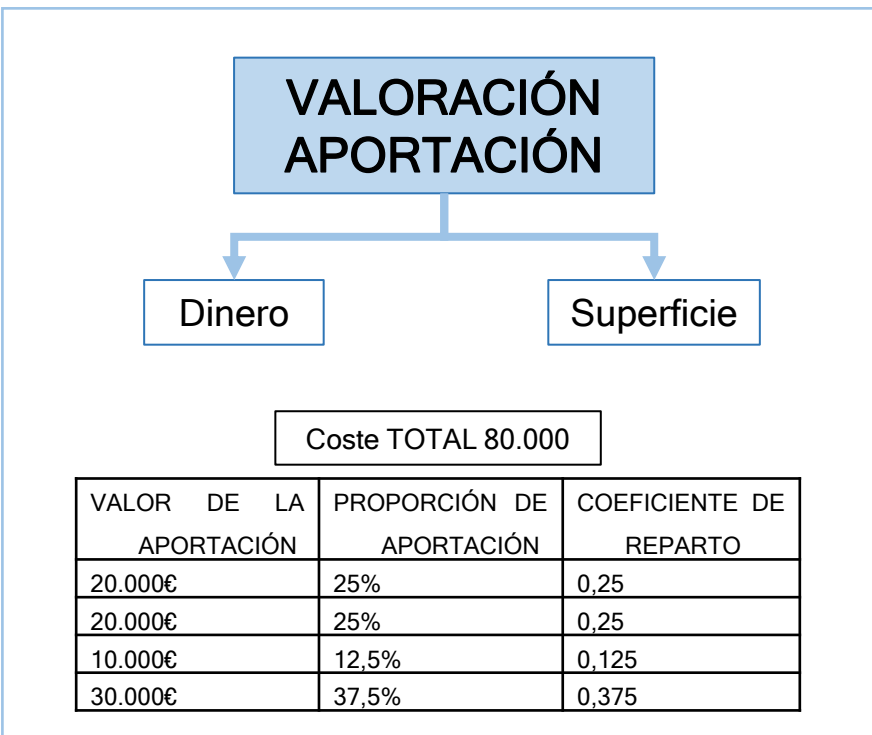 VALORACIÓN
APORTACIÓN
Dinero
Superficie
Coste TOTAL 80.000
VALOR DE LA APORTACIÓN
PROPORCIÓN DE APORTACIÓN
COEFICIENTE DE REPARTO
20.000€ 25% 0,25
20.000€ 25% 0,25
10.000€ 12,5% 0,125
30.000€ 37,5% 0,375